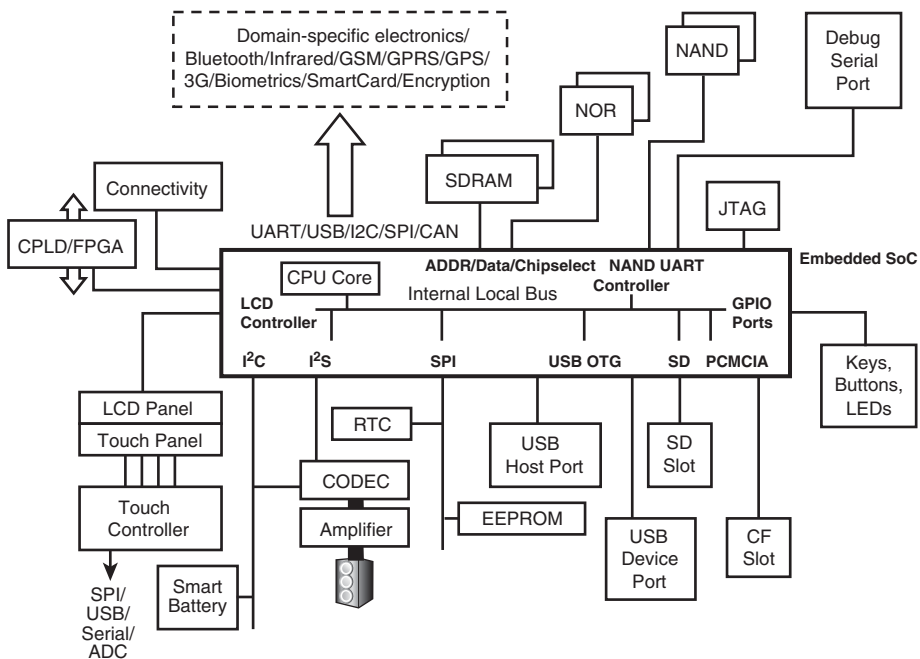 Domain-specific electronics/
Bluetooth/Infrared/GSM/GPRS/GPS/
3G/Biometrics/SmartCard/Encryption
NAND
Debug
Serial
Port
NOR
SDRAM
Connectivity
JTAG
CPLD/FPGA
UART/USB/I2C/SPI/CAN
Embedded SoC
ADDR/Data/Chipselect
NAND UART
Controller
CPU Core
Internal Local Bus
LCD
Controller
GPIO
Ports
I²C
I²S
SPI
USB OTG
SD
PCMCIA
Keys,
Buttons,
LEDs
LCD Panel
Touch Panel
RTC
USB
Host Port
SD
Slot
CODEC
Touch
Controller
Amplifier
EEPROM
USB
Device
Port
CF
Slot
Smart
Battery
SPI/
USB/
Serial/
ADC